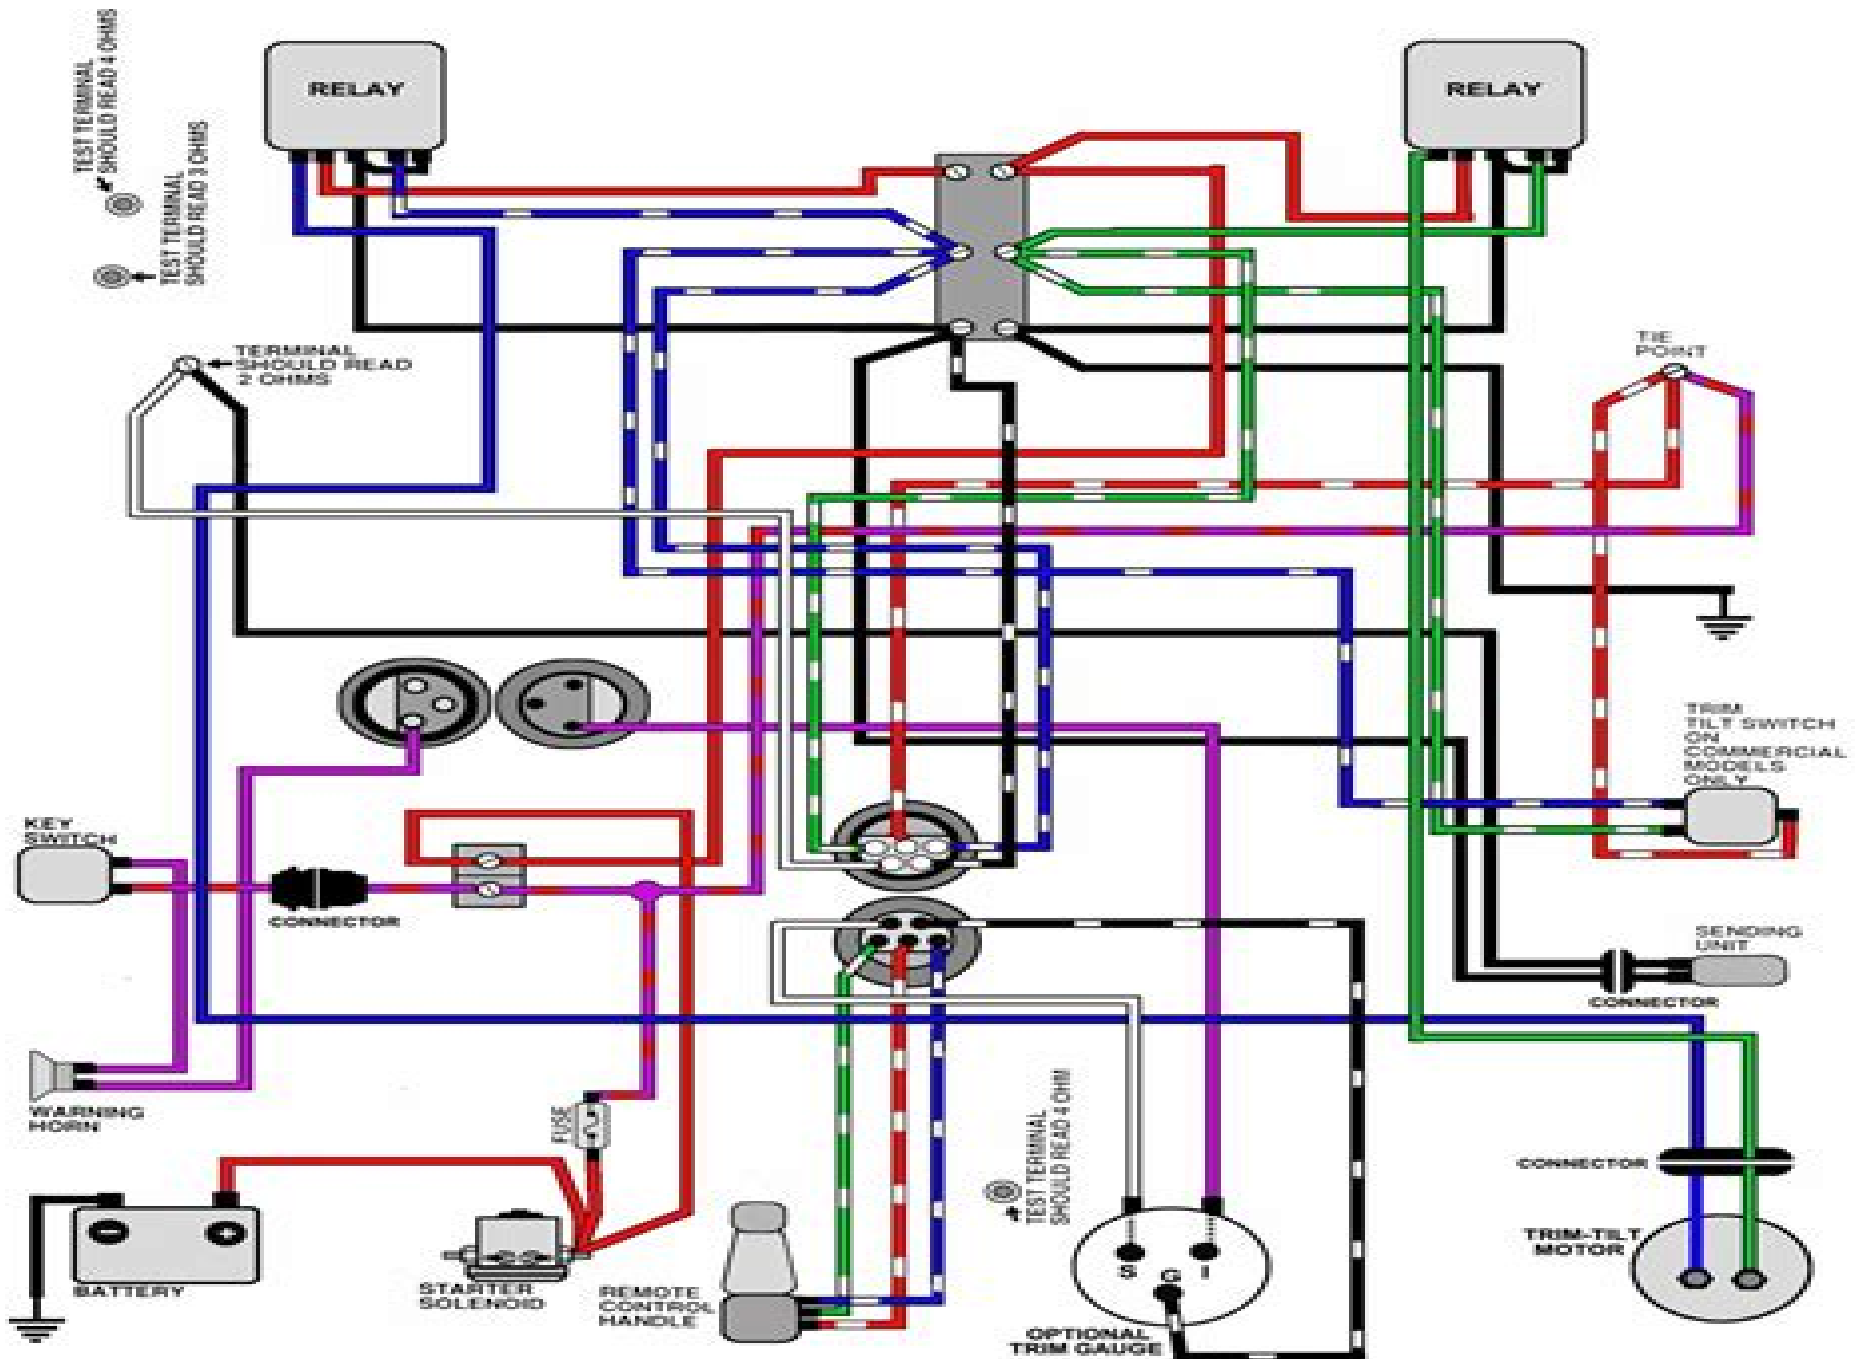 TEST TERMINAL
SHOULD READ 4 OHMS
TEST TERMINAL
SHOULD READ 3 OHMS
RELAY
RELAY
TERMINAL
SHOULD READ
2 OHMS
TIE
POINT
TRIM
TILT SWITCH
ON
COMMERCIAL
MODELS
ONLY
KEY
SWITCH
CONNECTOR
SENDING
UNIT
CONNECTOR
WARNING
HORN
FUSE
TEST TERMINAL
SHOULD READ 4 OHM
CONNECTOR
BATTERY
STARTER
SOLENOID
REMOTE
CONTROL
HANDLE
S
G
I
OPTIONAL
TRIM GAUGE
TRIM-TILT
MOTOR